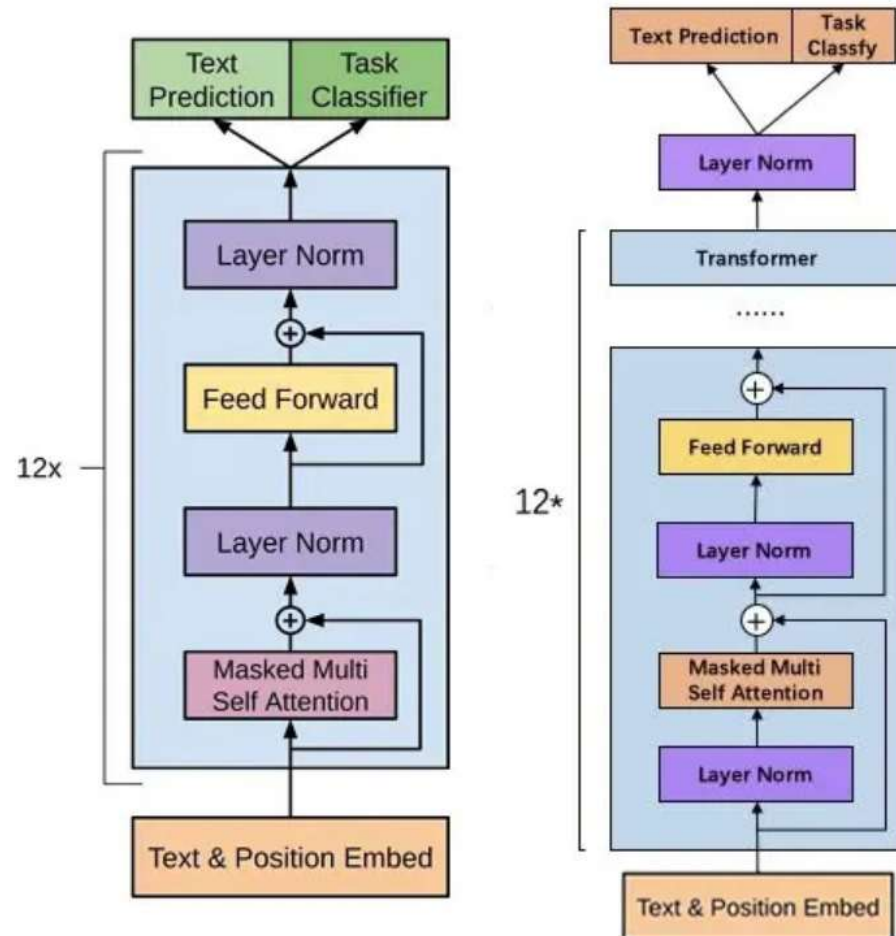 Text
Prediction
Task
Classifier
12x
Layer Norm
Feed Forward
Layer Norm
Masked Multi
Self Attention
Text & Position Embed
Text Prediction
Task
Classfy
Layer Norm
Transformer
......
12*
Feed Forward
Layer Norm
Masked Multi
Self Attention
Layer Norm
Text & Position Embed